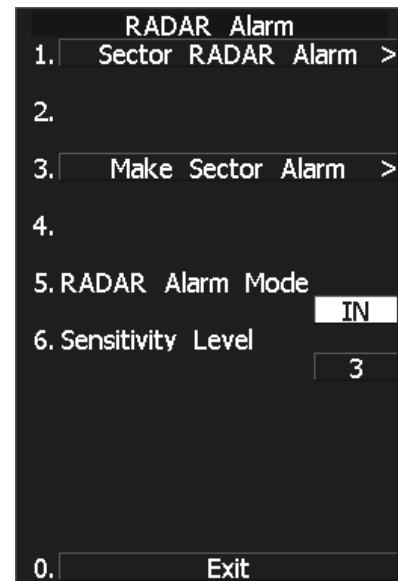 RADAR Alarm
1. Sector RADAR Alarm >
2.
3. Make Sector Alarm >
4.
5. RADAR Alarm Mode
IN
6. Sensitivity Level
3
0. Exit